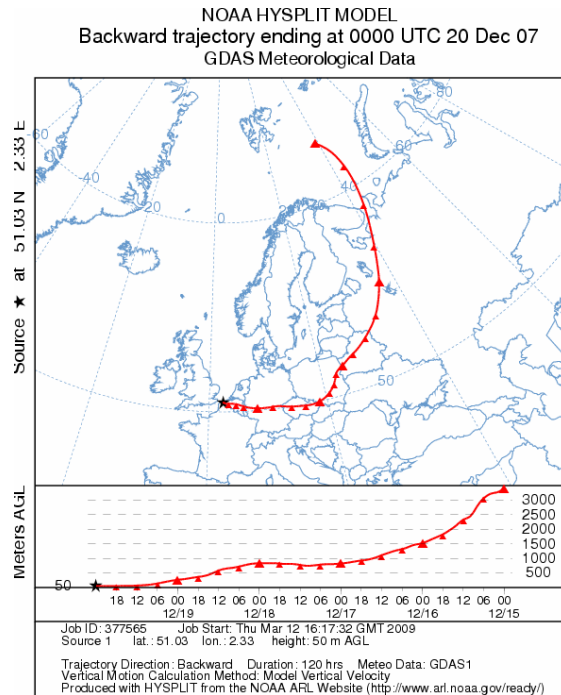 NOAA HYSPLIT MODEL
Backward trajectory ending at 0000 UTC 20 Dec 07
GDAS Meteorological Data
Source ★ at 51.03 N 2.33 E
-60
-40
-20
0
40
60
80
50
Meters AGL
50
3000
2500
2000
1500
1000
500
18 12 06 00 18 12 06 00 18 12 06 00 18 12 06 00 18 12 06 00
12/19 12/18 12/17 12/16 12/15
Job ID: 377565 Job Start: Thu Mar 12 16:17:32 GMT 2009
Source 1 lat.: 51.03 lon.: 2.33 height: 50 m AGL
Trajectory Direction: Backward Duration: 120 hrs Meteo Data: GDAS1
Vertical Motion Calculation Method: Model Vertical Velocity
Produced with HYSPLIT from the NOAA ARL Website (http://www.arl.noaa.gov/ready/)